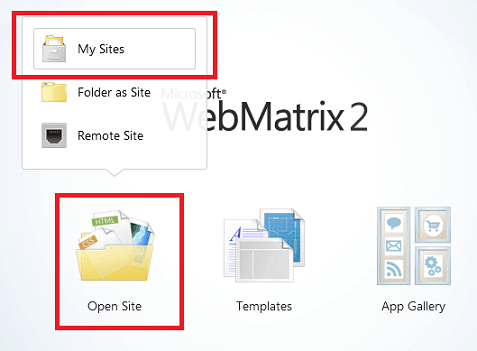 My Sites
Folder as Site
Microsoft®
WebMatrix 2
Remote Site
HTML
CSS
A
Open Site
Templates
App Gallery